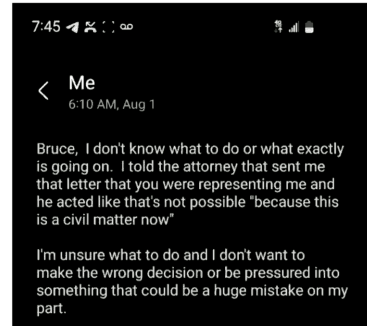 7:45
Me
6:10 AM, Aug 1
Bruce, I don't know what to do or what exactly
is going on. I told the attorney that sent me
that letter that you were representing me and
he acted like that's not possible "because this
is a civil matter now"
I'm unsure what to do and I don't want to
make the wrong decision or be pressured into
something that could be a huge mistake on my
part.